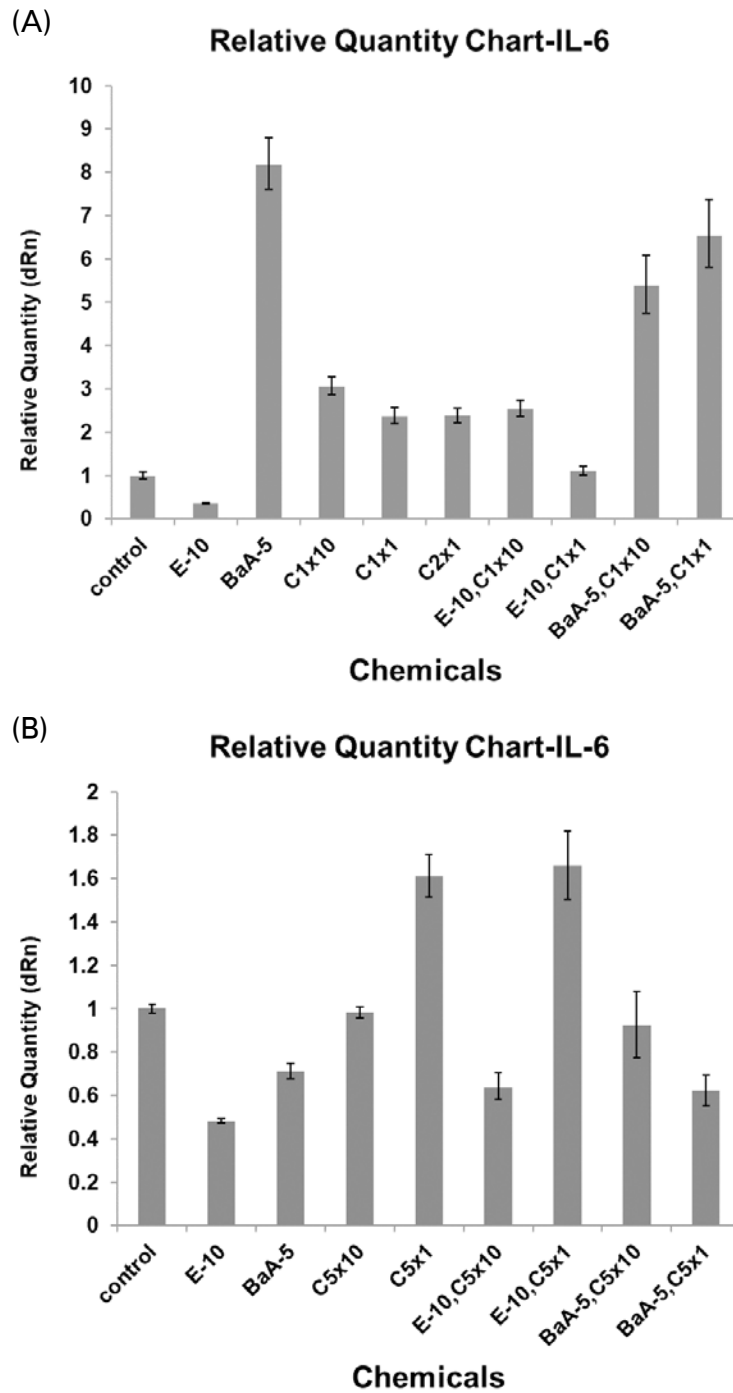 (A)
Relative Quantity Chart-IL-6
Relative Quantity (dRn)
10
9
8
7
6
5
4
3
2
1
0
control
E-10
BaA-5
C1x10
C1x1
C2x1
E-10,C1x10
E-10,C1x1
BaA-5,C1x10
BaA-5,C1x1
Chemicals
(B)
Relative Quantity Chart-IL-6
Relative Quantity (dRn)
2
1.8
1.6
1.4
1.2
1
0.8
0.6
0.4
0.2
0
control
E-10
BaA-5
C5x10
C5x1
E-10,C5x10
E-10,C5x1
BaA-5,C5x10
BaA-5,C5x1
Chemicals